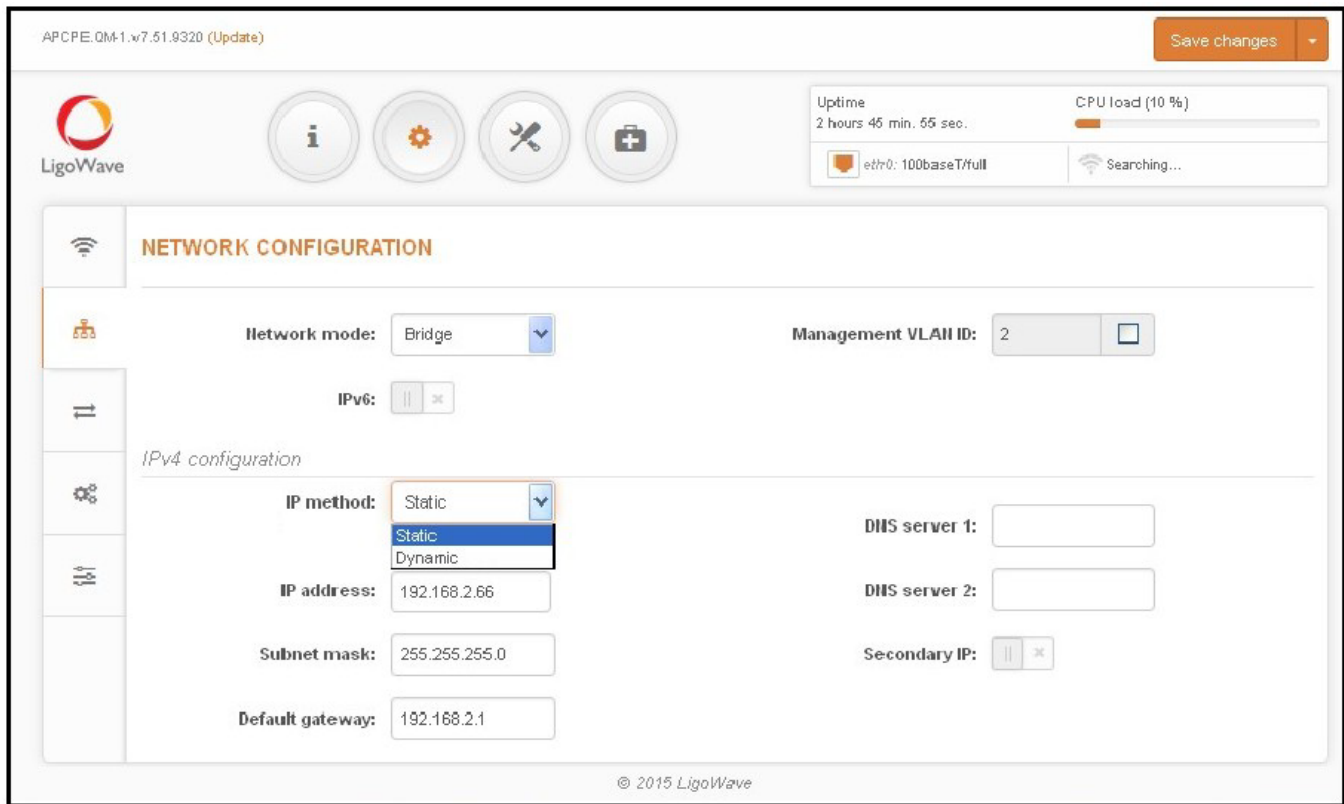 APCPE.QM-1.v7.51.9320 (Update)
Save changes
LigoWave
Uptime
2 hours 45 min. 55 sec.
CPU load (10 %)
eth0: 100baseT/full
Searching...
NETWORK CONFIGURATION
Network mode: Bridge
Management VLAN ID: 2
IPv6:
IPv4 configuration
IP method: Static
Static
Dynamic
DNS server 1:
IP address: 192.168.2.66
DNS server 2:
Subnet mask: 255.255.255.0
Secondary IP:
Default gateway: 192.168.2.1
© 2015 LigoWave